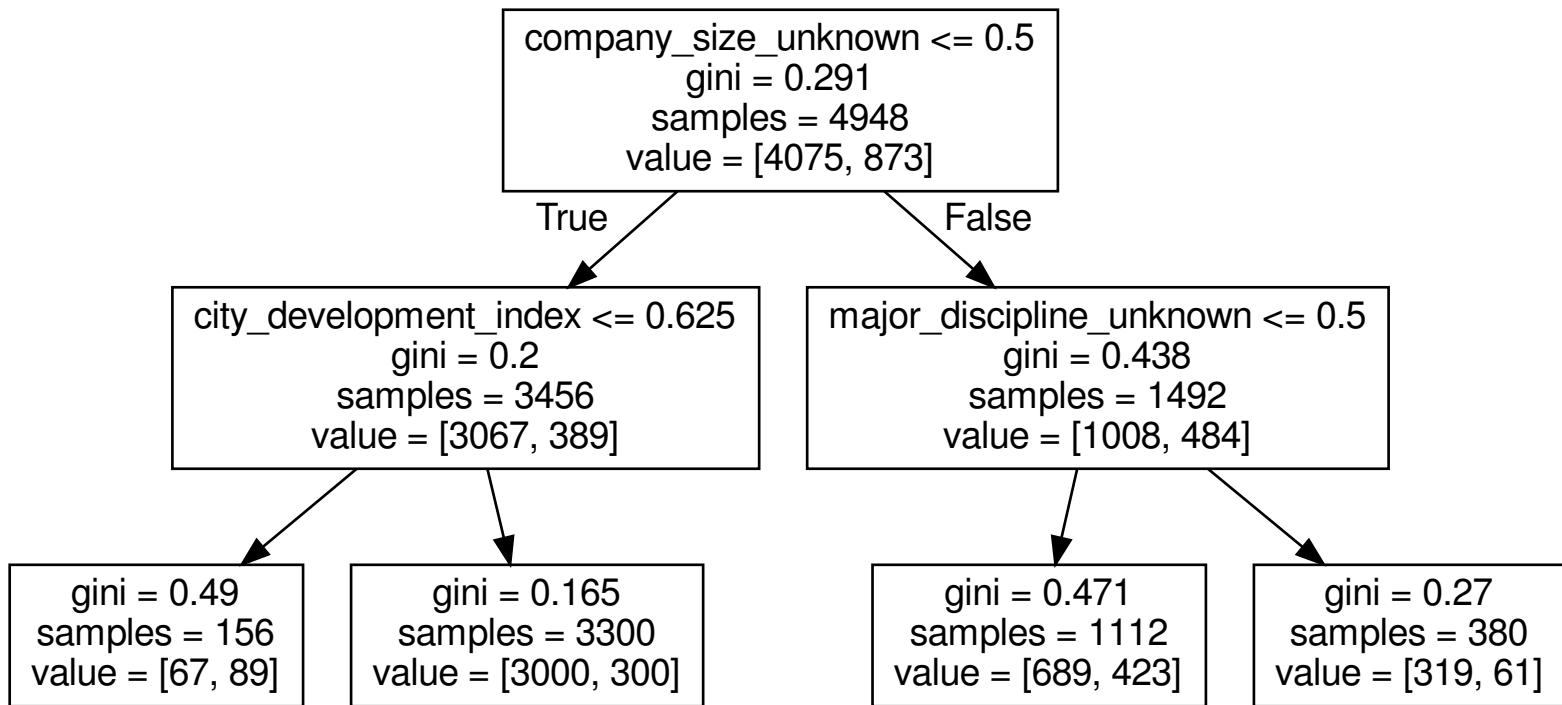 company_size_unknown <= 0.5
gini = 0.291
samples = 4948
value = [4075, 873]
True
False
city_development_index <= 0.625
gini = 0.2
samples = 3456
value = [3067, 389]
major_discipline_unknown <= 0.5
gini = 0.438
samples = 1492
value = [1008, 484]
gini = 0.49
samples = 156
value = [67, 89]
gini = 0.165
samples = 3300
value = [3000, 300]
gini = 0.471
samples = 1112
value = [689, 423]
gini = 0.27
samples = 380
value = [319, 61]